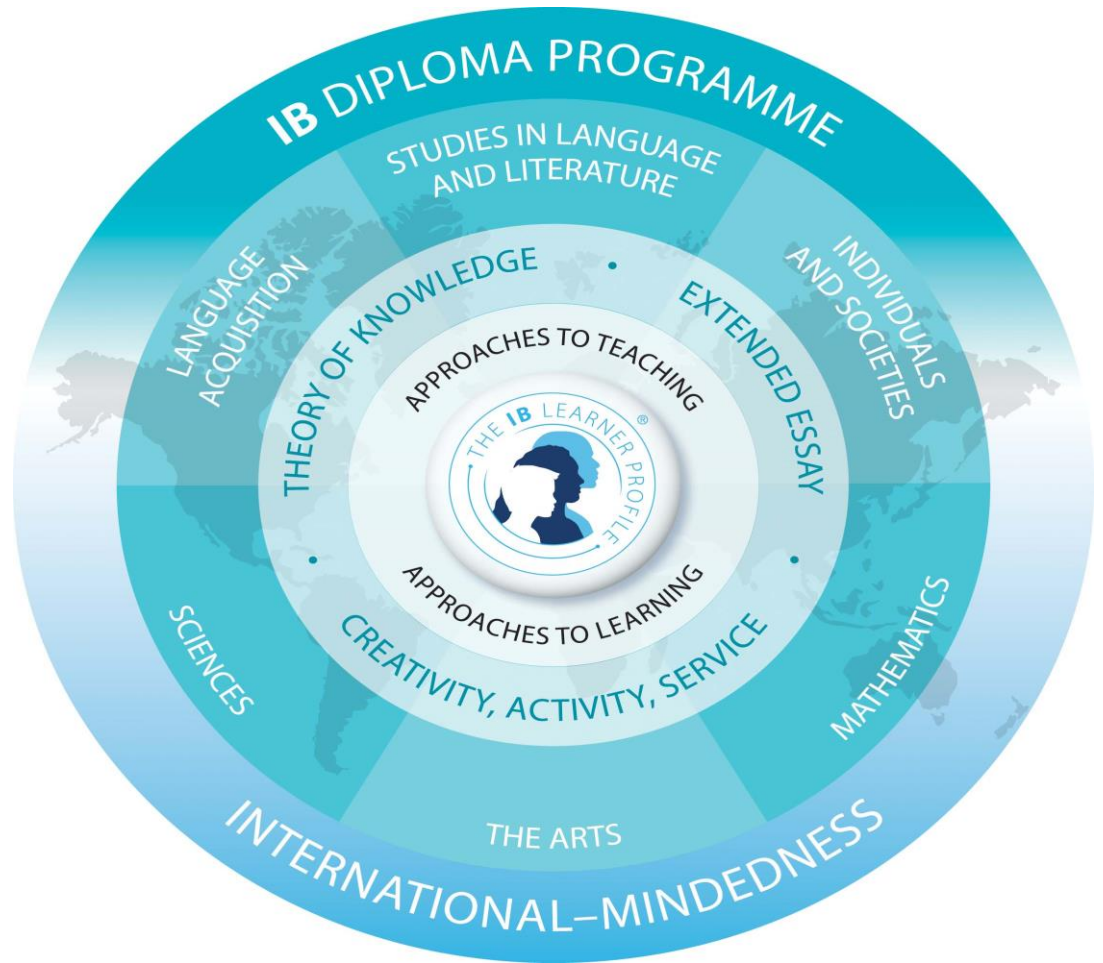 IB DIPLOMA PROGRAMME
STUDIES IN LANGUAGE
AND LITERATURE
LANGUAGE
ACQUISITION
INDIVIDUALS
AND SOCIETIES
THEORY OF KNOWLEDGE
•
EXTENDED ESSAY
•
•
APPROACHES TO TEACHING
• THE IB LEARNER PROFILE •
®
APPROACHES TO LEARNING
CREATIVITY, ACTIVITY, SERVICE
SCIENCES
MATHEMATICS
THE ARTS
INTERNATIONAL–MINDEDNESS